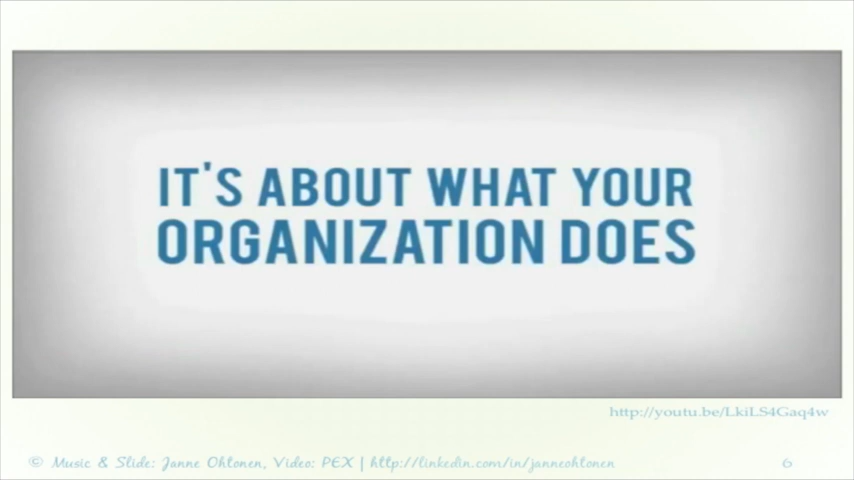 IT'S ABOUT WHAT YOUR
ORGANIZATION DOES
http://youtu.be/LkiLS4Gaq4w
© Music & Slide: Janne Ohtonen, Video: PEX | http://linkedin.com/in/janneohtonen
6